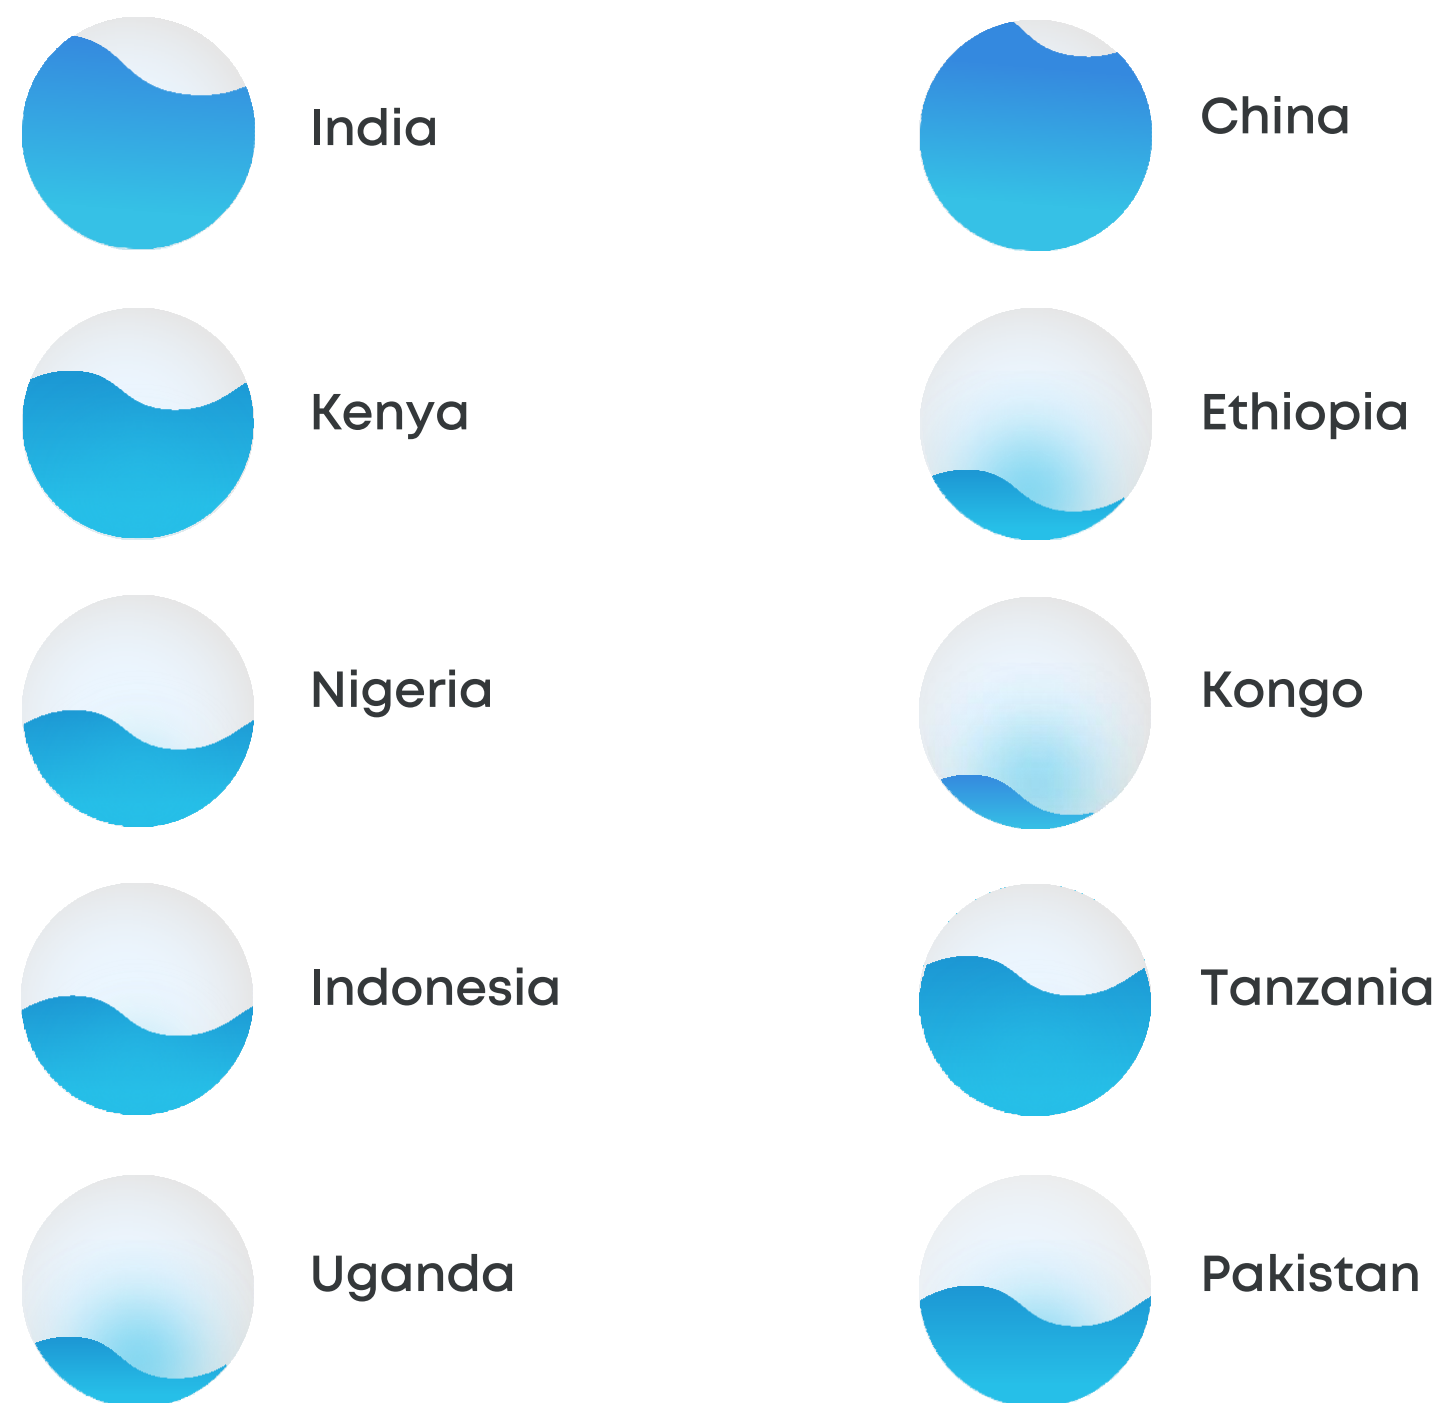 India
China
Kenya
Ethiopia
Nigeria
Kongo
Indonesia
Tanzania
Uganda
Pakistan